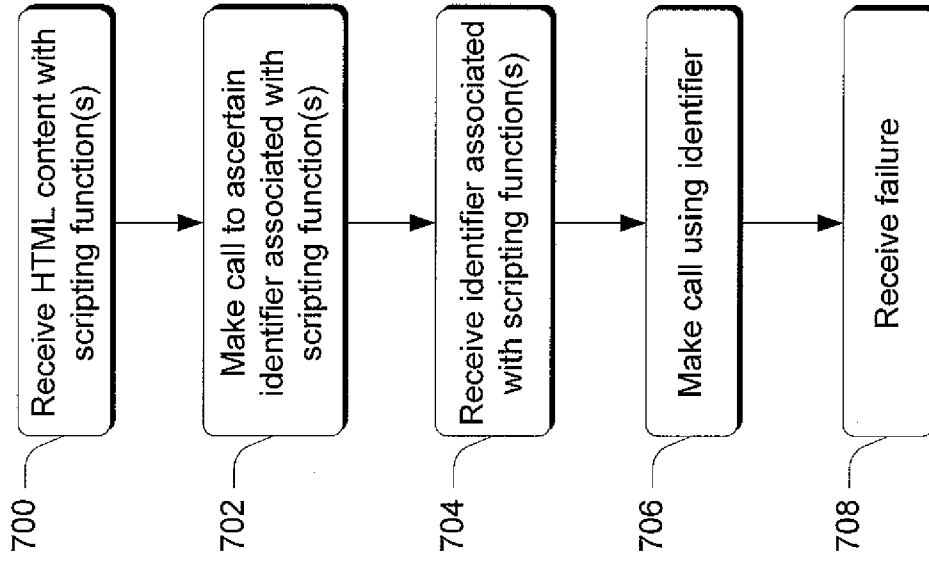 700
Receive HTML content with
scripting function(s)
702
Make call to ascertain
identifier associated with
scripting function(s)
704
Receive identifier associated
with scripting function(s)
706
Make call using identifier
708
Receive failure